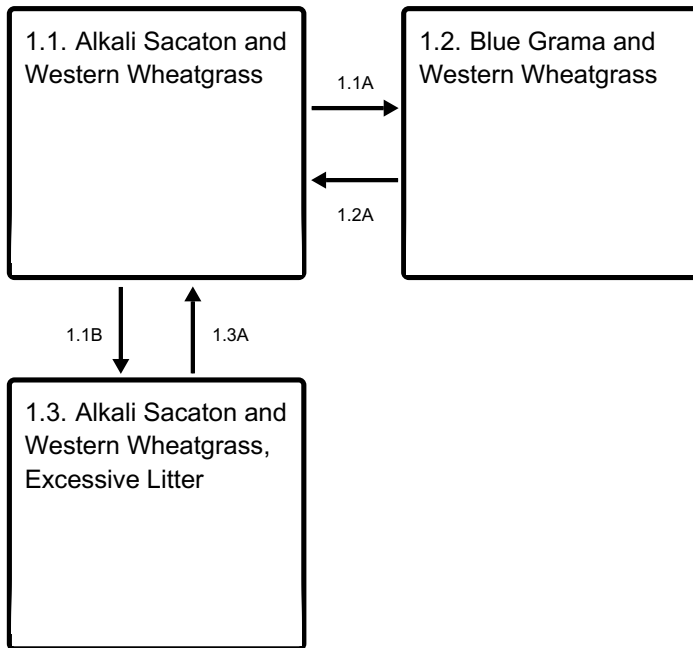 1.1. Alkali Sacaton and
Western Wheatgrass
1.1A
1.2. Blue Grama and
Western Wheatgrass
1.2A
1.1B
1.3A
1.3. Alkali Sacaton and
Western Wheatgrass,
Excessive Litter